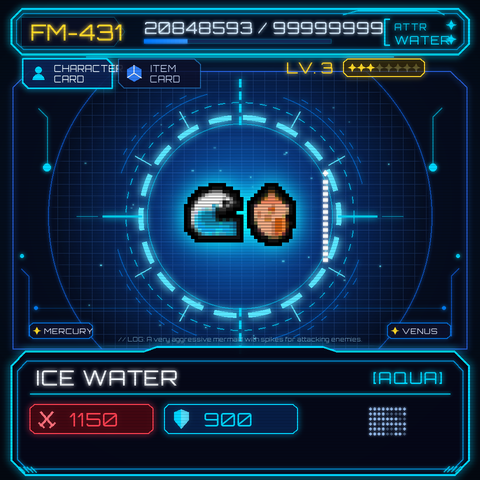 FM-431
20848593 / 99999999
ATTR
WATER
CHARACTER CARD
ITEM CARD
LV. 3
MERCURY
VENUS
// LOG: A very aggressive mermaid with spikes for attacking enemies
ICE WATER
[AQUA]
1150
900